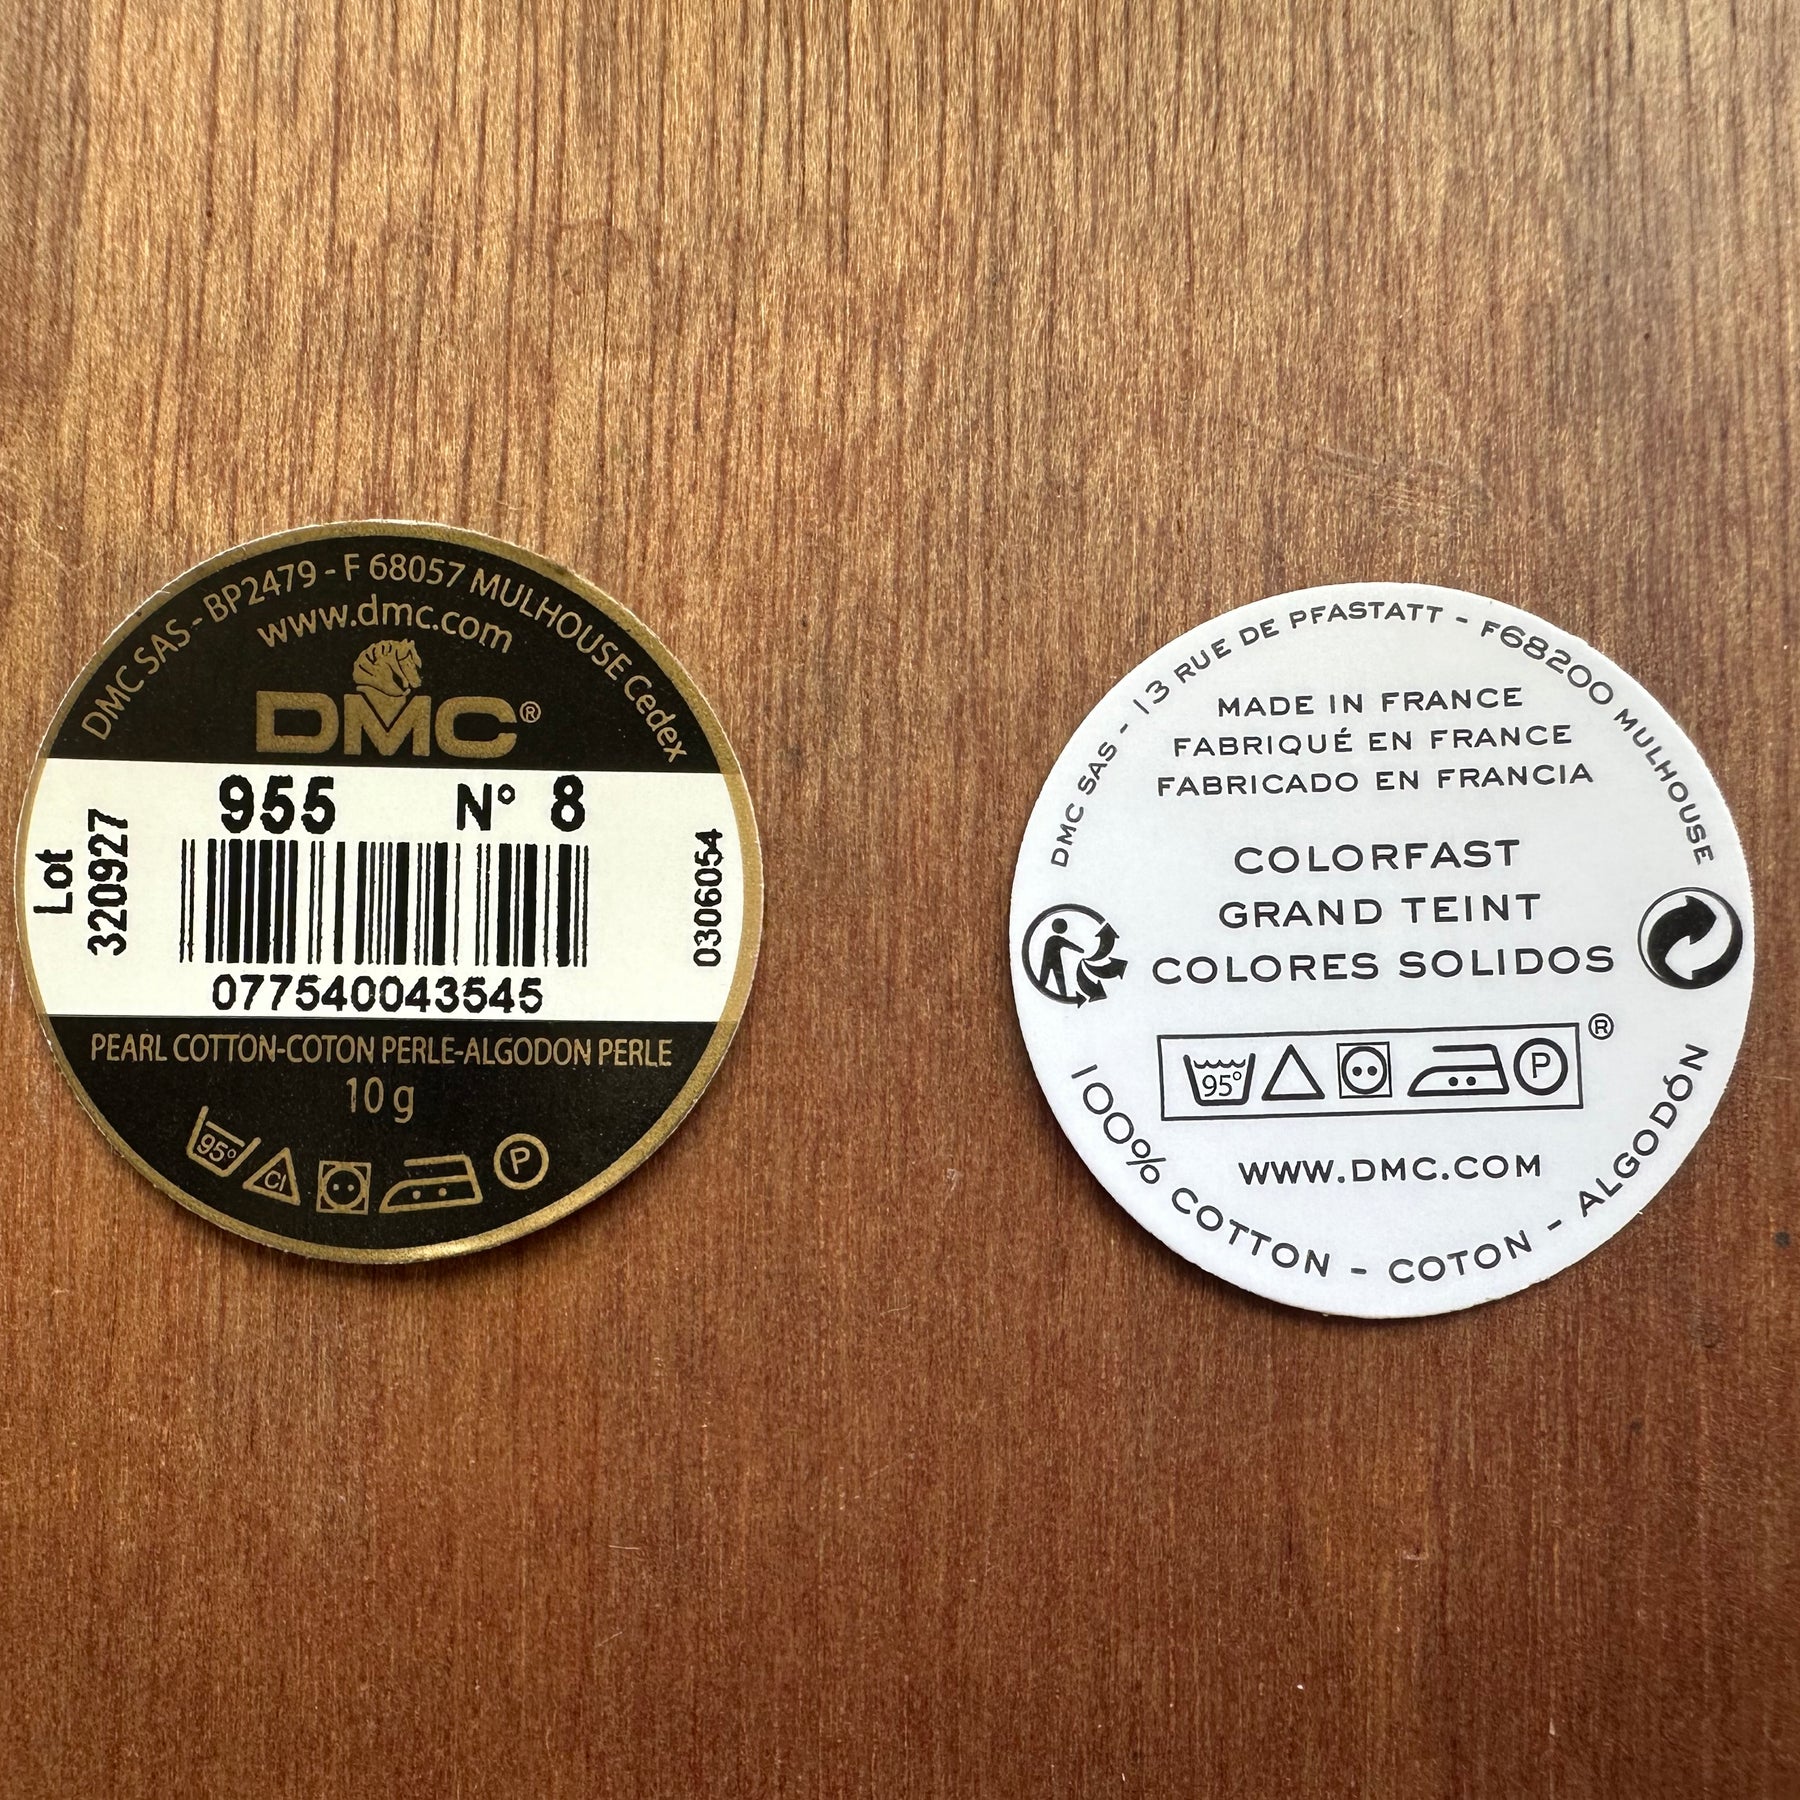 DMC SAS - BP2479 - F 68057 MULHOUSE Cedex
www.dmc.com
DMC®
955 N° 8
Lot
320927
0306054
077540043545
PEARL COTTON-COTON PERLE-ALGODON PERLE
10 g
95°
Cl
P
DMC SAS - 13 RUE DE PFASTATT - F68200 MULHOUSE
MADE IN FRANCE
FABRIQUÉ EN FRANCE
FABRICADO EN FRANCIA
COLORFAST
GRAND TEINT
COLORES SOLIDOS
95° P ®
WWW.DMC.COM
100% COTTON - COTON - ALGODÓN